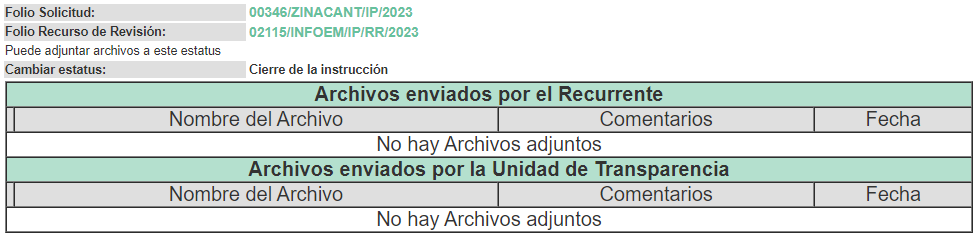 Folio Solicitud: 00346/ZINACANT/IP/2023
Folio Recurso de Revisión: 02115/INFOEM/IP/RR/2023
Puede adjuntar archivos a este estatus
Cambiar estatus: Cierre de la instrucción
Archivos enviados por el Recurrente
Nombre del Archivo Comentarios Fecha
No hay Archivos adjuntos
Archivos enviados por la Unidad de Transparencia
Nombre del Archivo Comentarios Fecha
No hay Archivos adjuntos